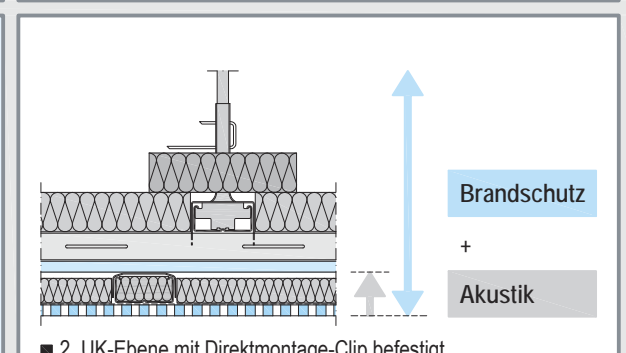 Brandschutz
+
Akustik
■ 2. UK-Ebene mit Direktmontage-Clip befestigt